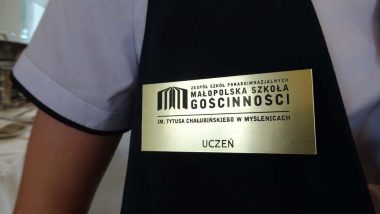 ZESPÓŁ SZKÓŁ PONADGIMNAZJALNYCH
MAŁOPOLSKA SZKOŁA
GOŚCINNOŚCI
IM. TYTUSA CHAŁUBIŃSKIEGO W MYŚLENICACH
UCZEŃ